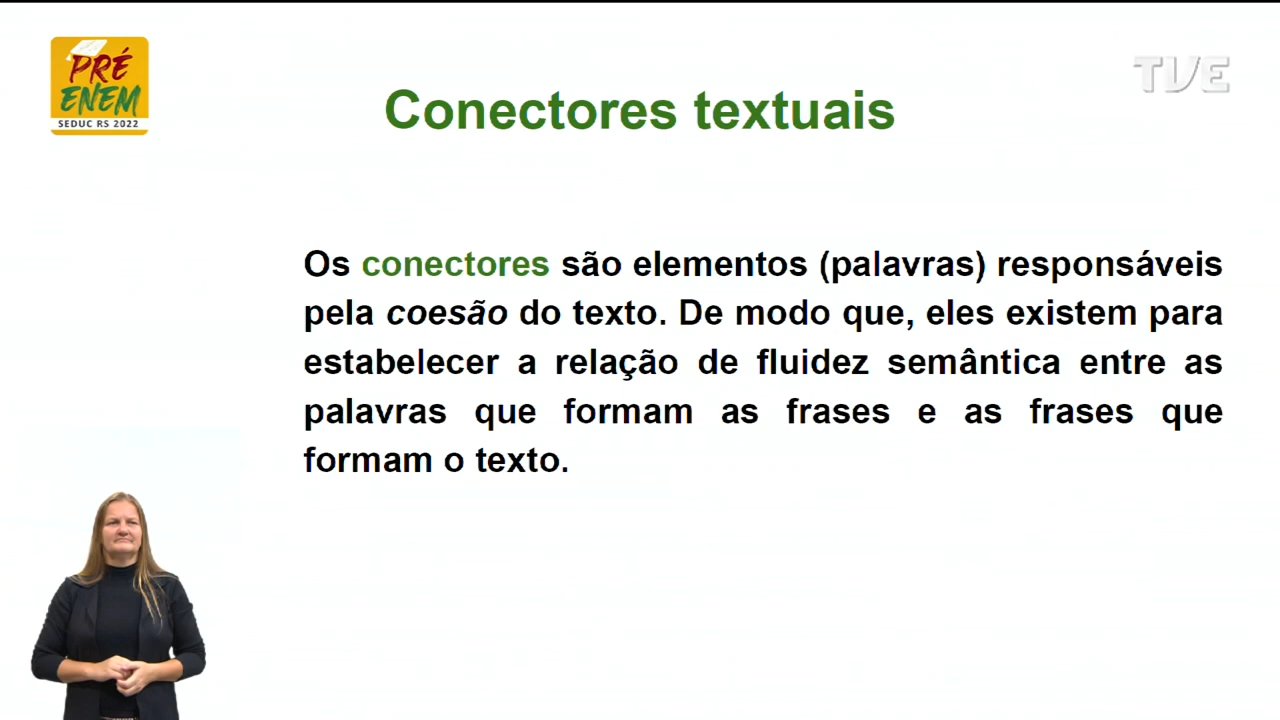 PRÉ
ENEM
SEDUC RS 2022
TVE
Conectores textuais
Os conectores são elementos (palavras) responsáveis
pela coesão do texto. De modo que, eles existem para
estabelecer a relação de fluidez semântica entre as
palavras que formam as frases e as frases que
formam o texto.